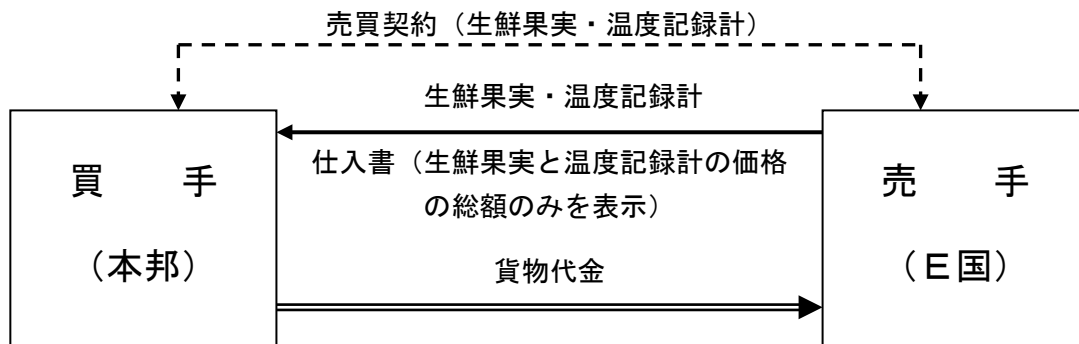 売買契約（生鮮果実・温度記録計）
生鮮果実・温度記録計
仕入書（生鮮果実と温度記録計の価格
の総額のみを表示）
貨物代金
買　手
（本邦）
売　手
（Ｅ国）